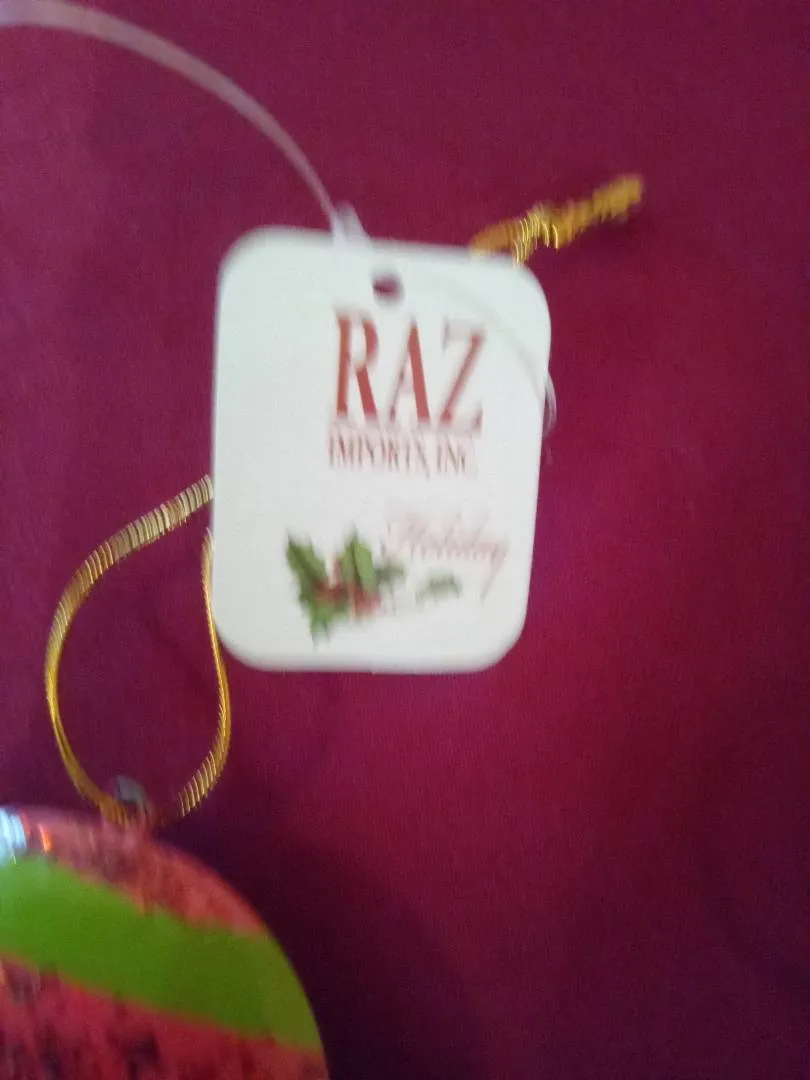 RAZ
IMPORTS, INC.
Holiday